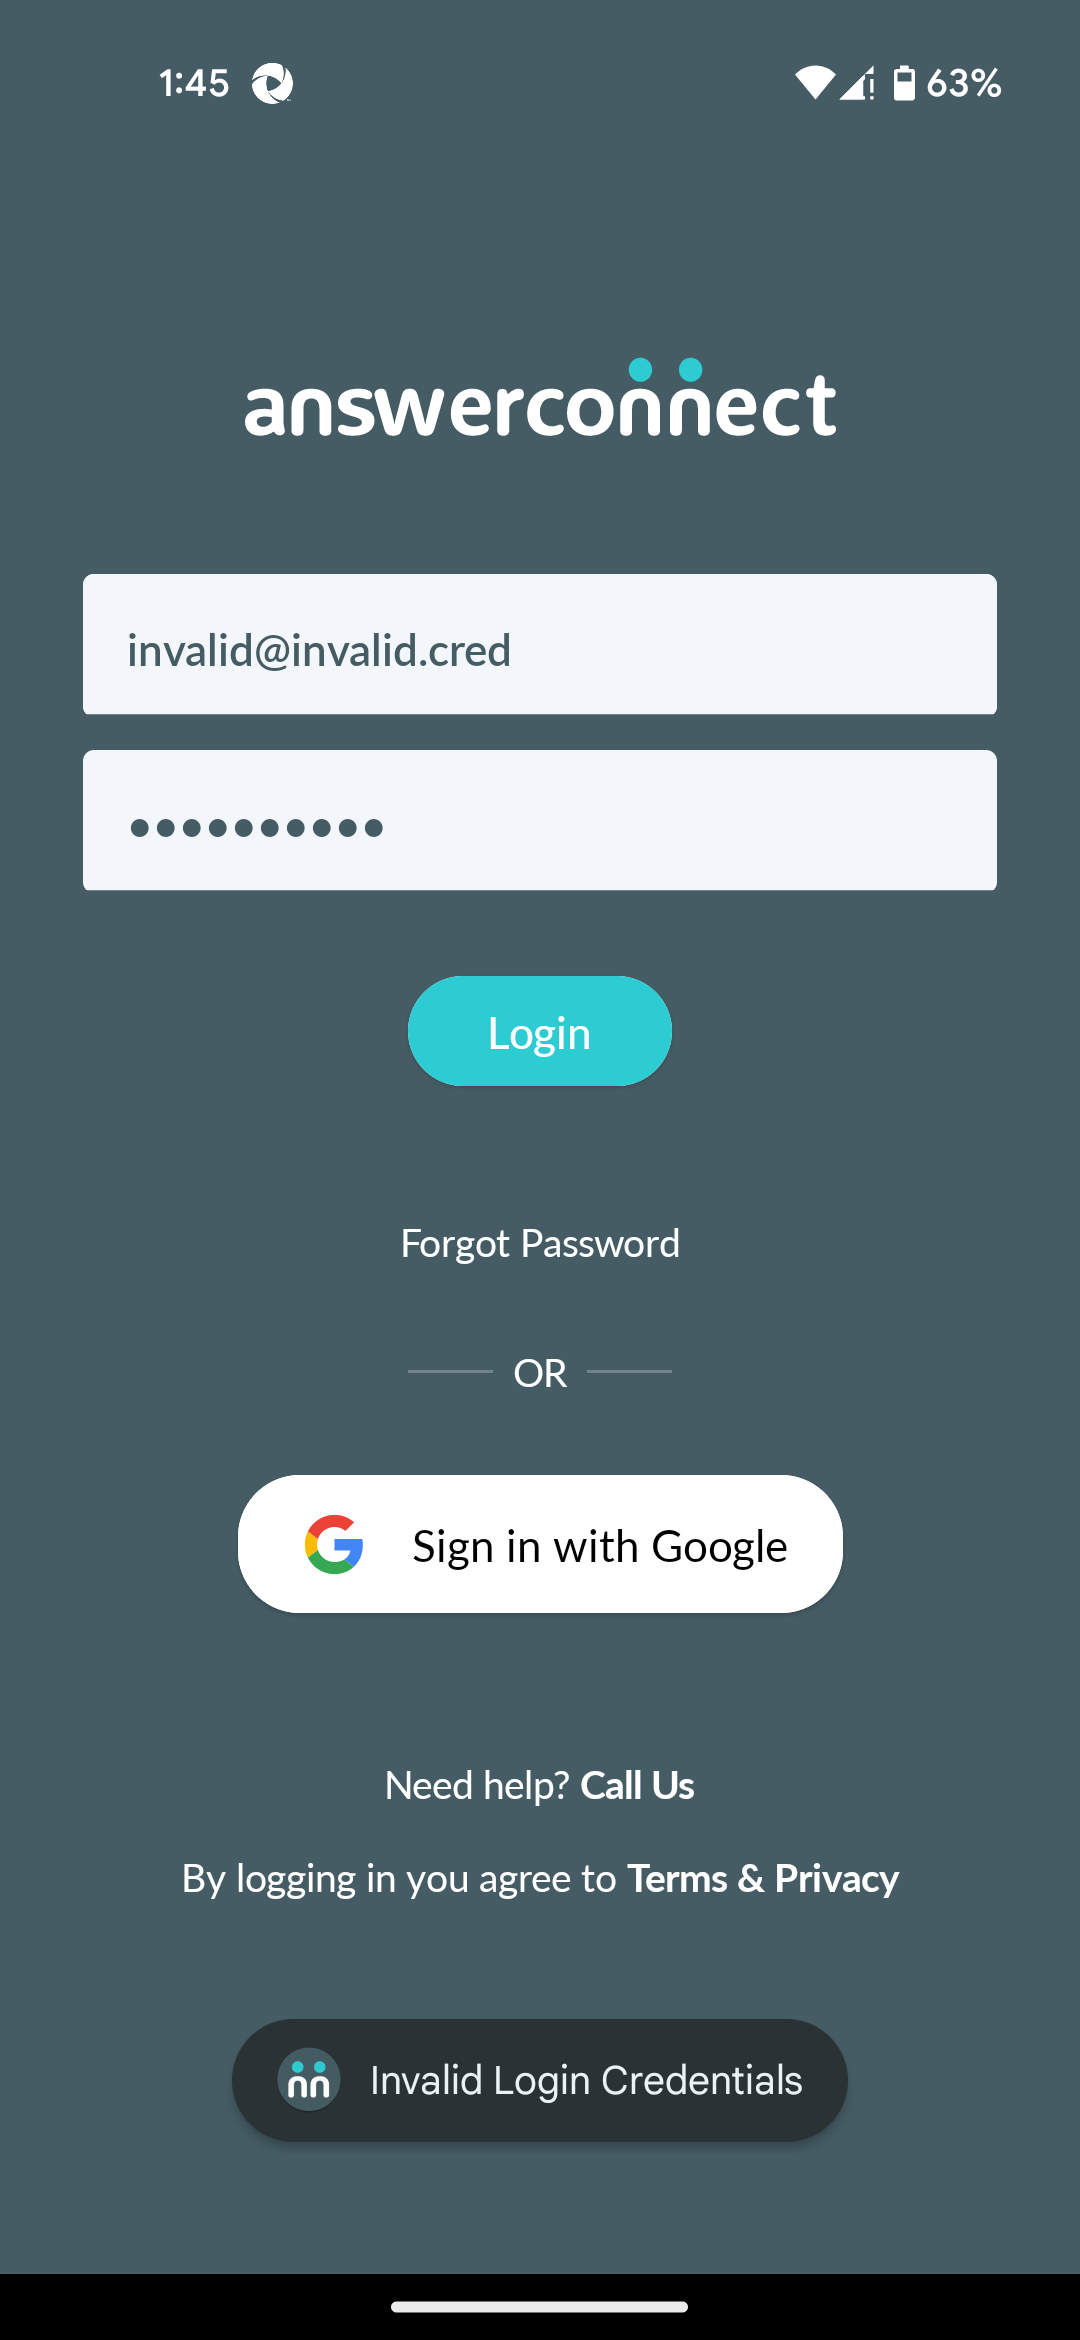 1:45
63%
answerconnect
invalid@invalid.cred
••••••••••
Login
Forgot Password
OR
Sign in with Google
Need help? Call Us
By logging in you agree to Terms & Privacy
Invalid Login Credentials